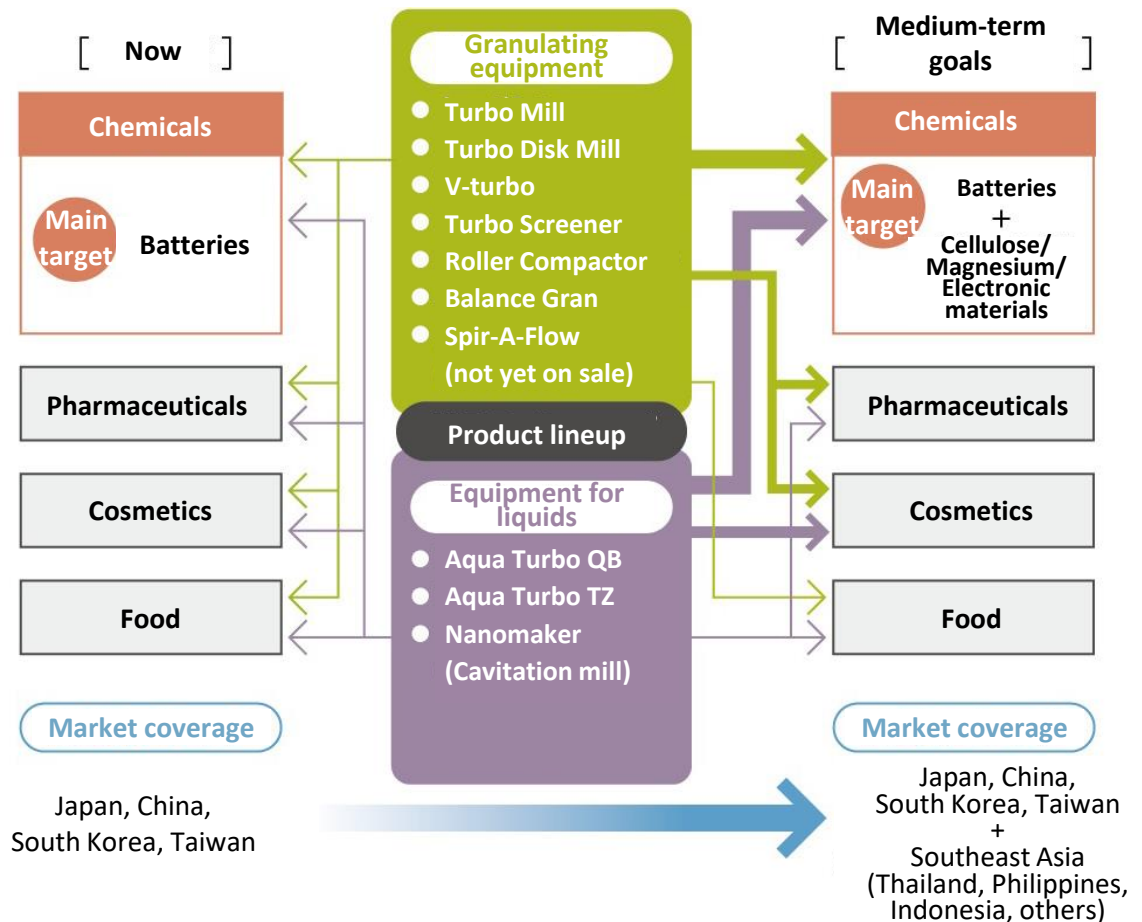 [ Now ]
Chemicals
Main
target
Batteries
Pharmaceuticals
Cosmetics
Food
Market coverage
Japan, China,
South Korea, Taiwan
Granulating
equipment
Turbo Mill
Turbo Disk Mill
V-turbo
Turbo Screener
Roller Compactor
Balance Gran
Spir-A-Flow
(not yet on sale)
Product lineup
Equipment for
liquids
Aqua Turbo QB
Aqua Turbo TZ
Nanomaker
(Cavitation mill)
[ Medium-term
goals ]
Chemicals
Main
target
Batteries
+
Cellulose/
Magnesium/
Electronic
materials
Pharmaceuticals
Cosmetics
Food
Market coverage
Japan, China,
South Korea, Taiwan
+
Southeast Asia
(Thailand, Philippines,
Indonesia, others)